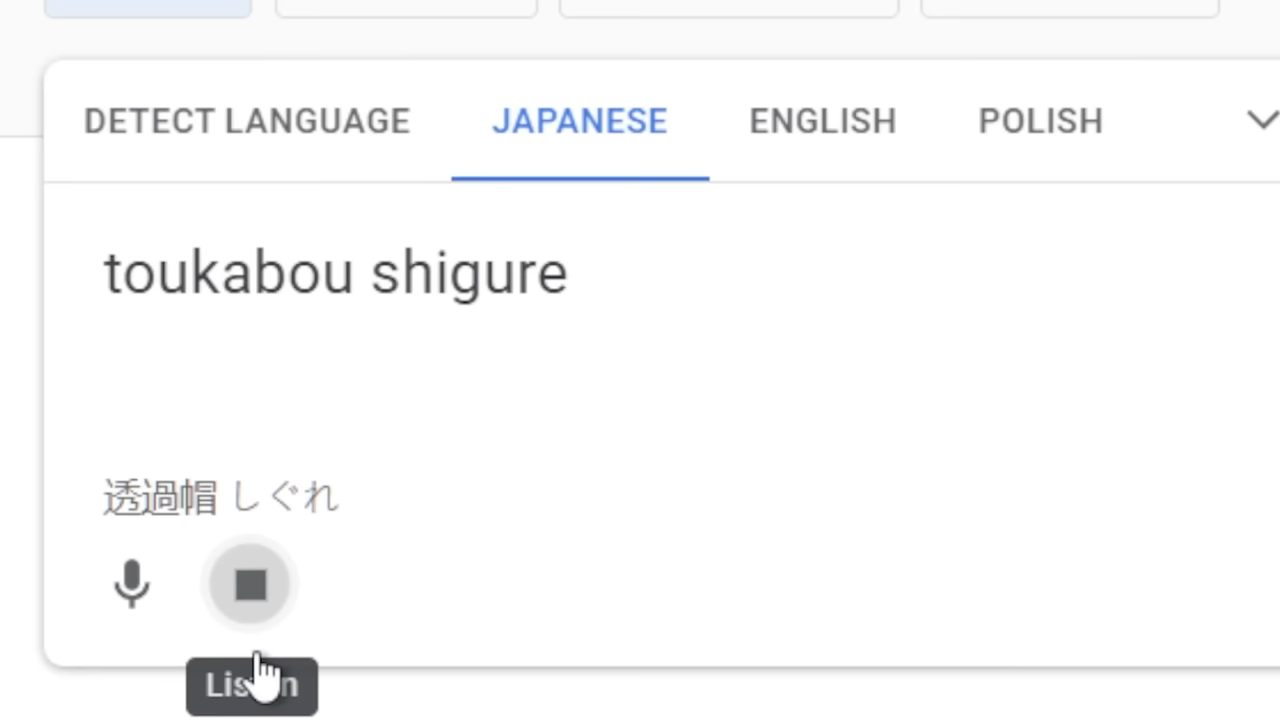 DETECT LANGUAGE JAPANESE ENGLISH POLISH
toukabou shigure
透過帽 しぐれ